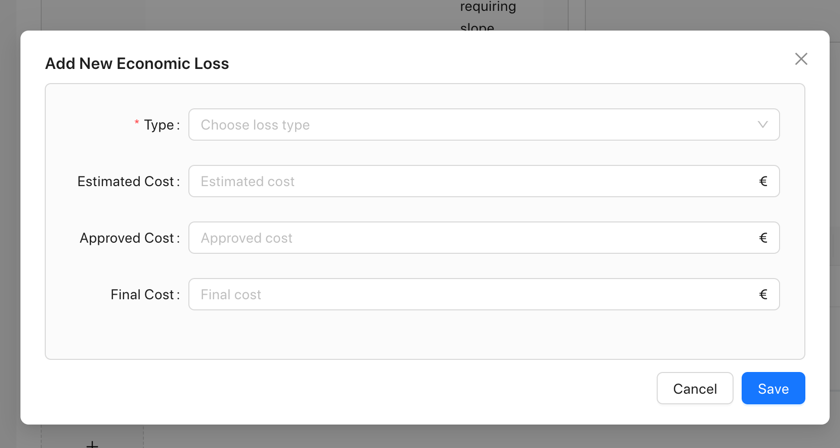 requiring
slope
Add New Economic Loss
* Type :
Choose loss type
Estimated Cost :
Estimated cost
€
Approved Cost :
Approved cost
€
Final Cost :
Final cost
€
Cancel
Save
+